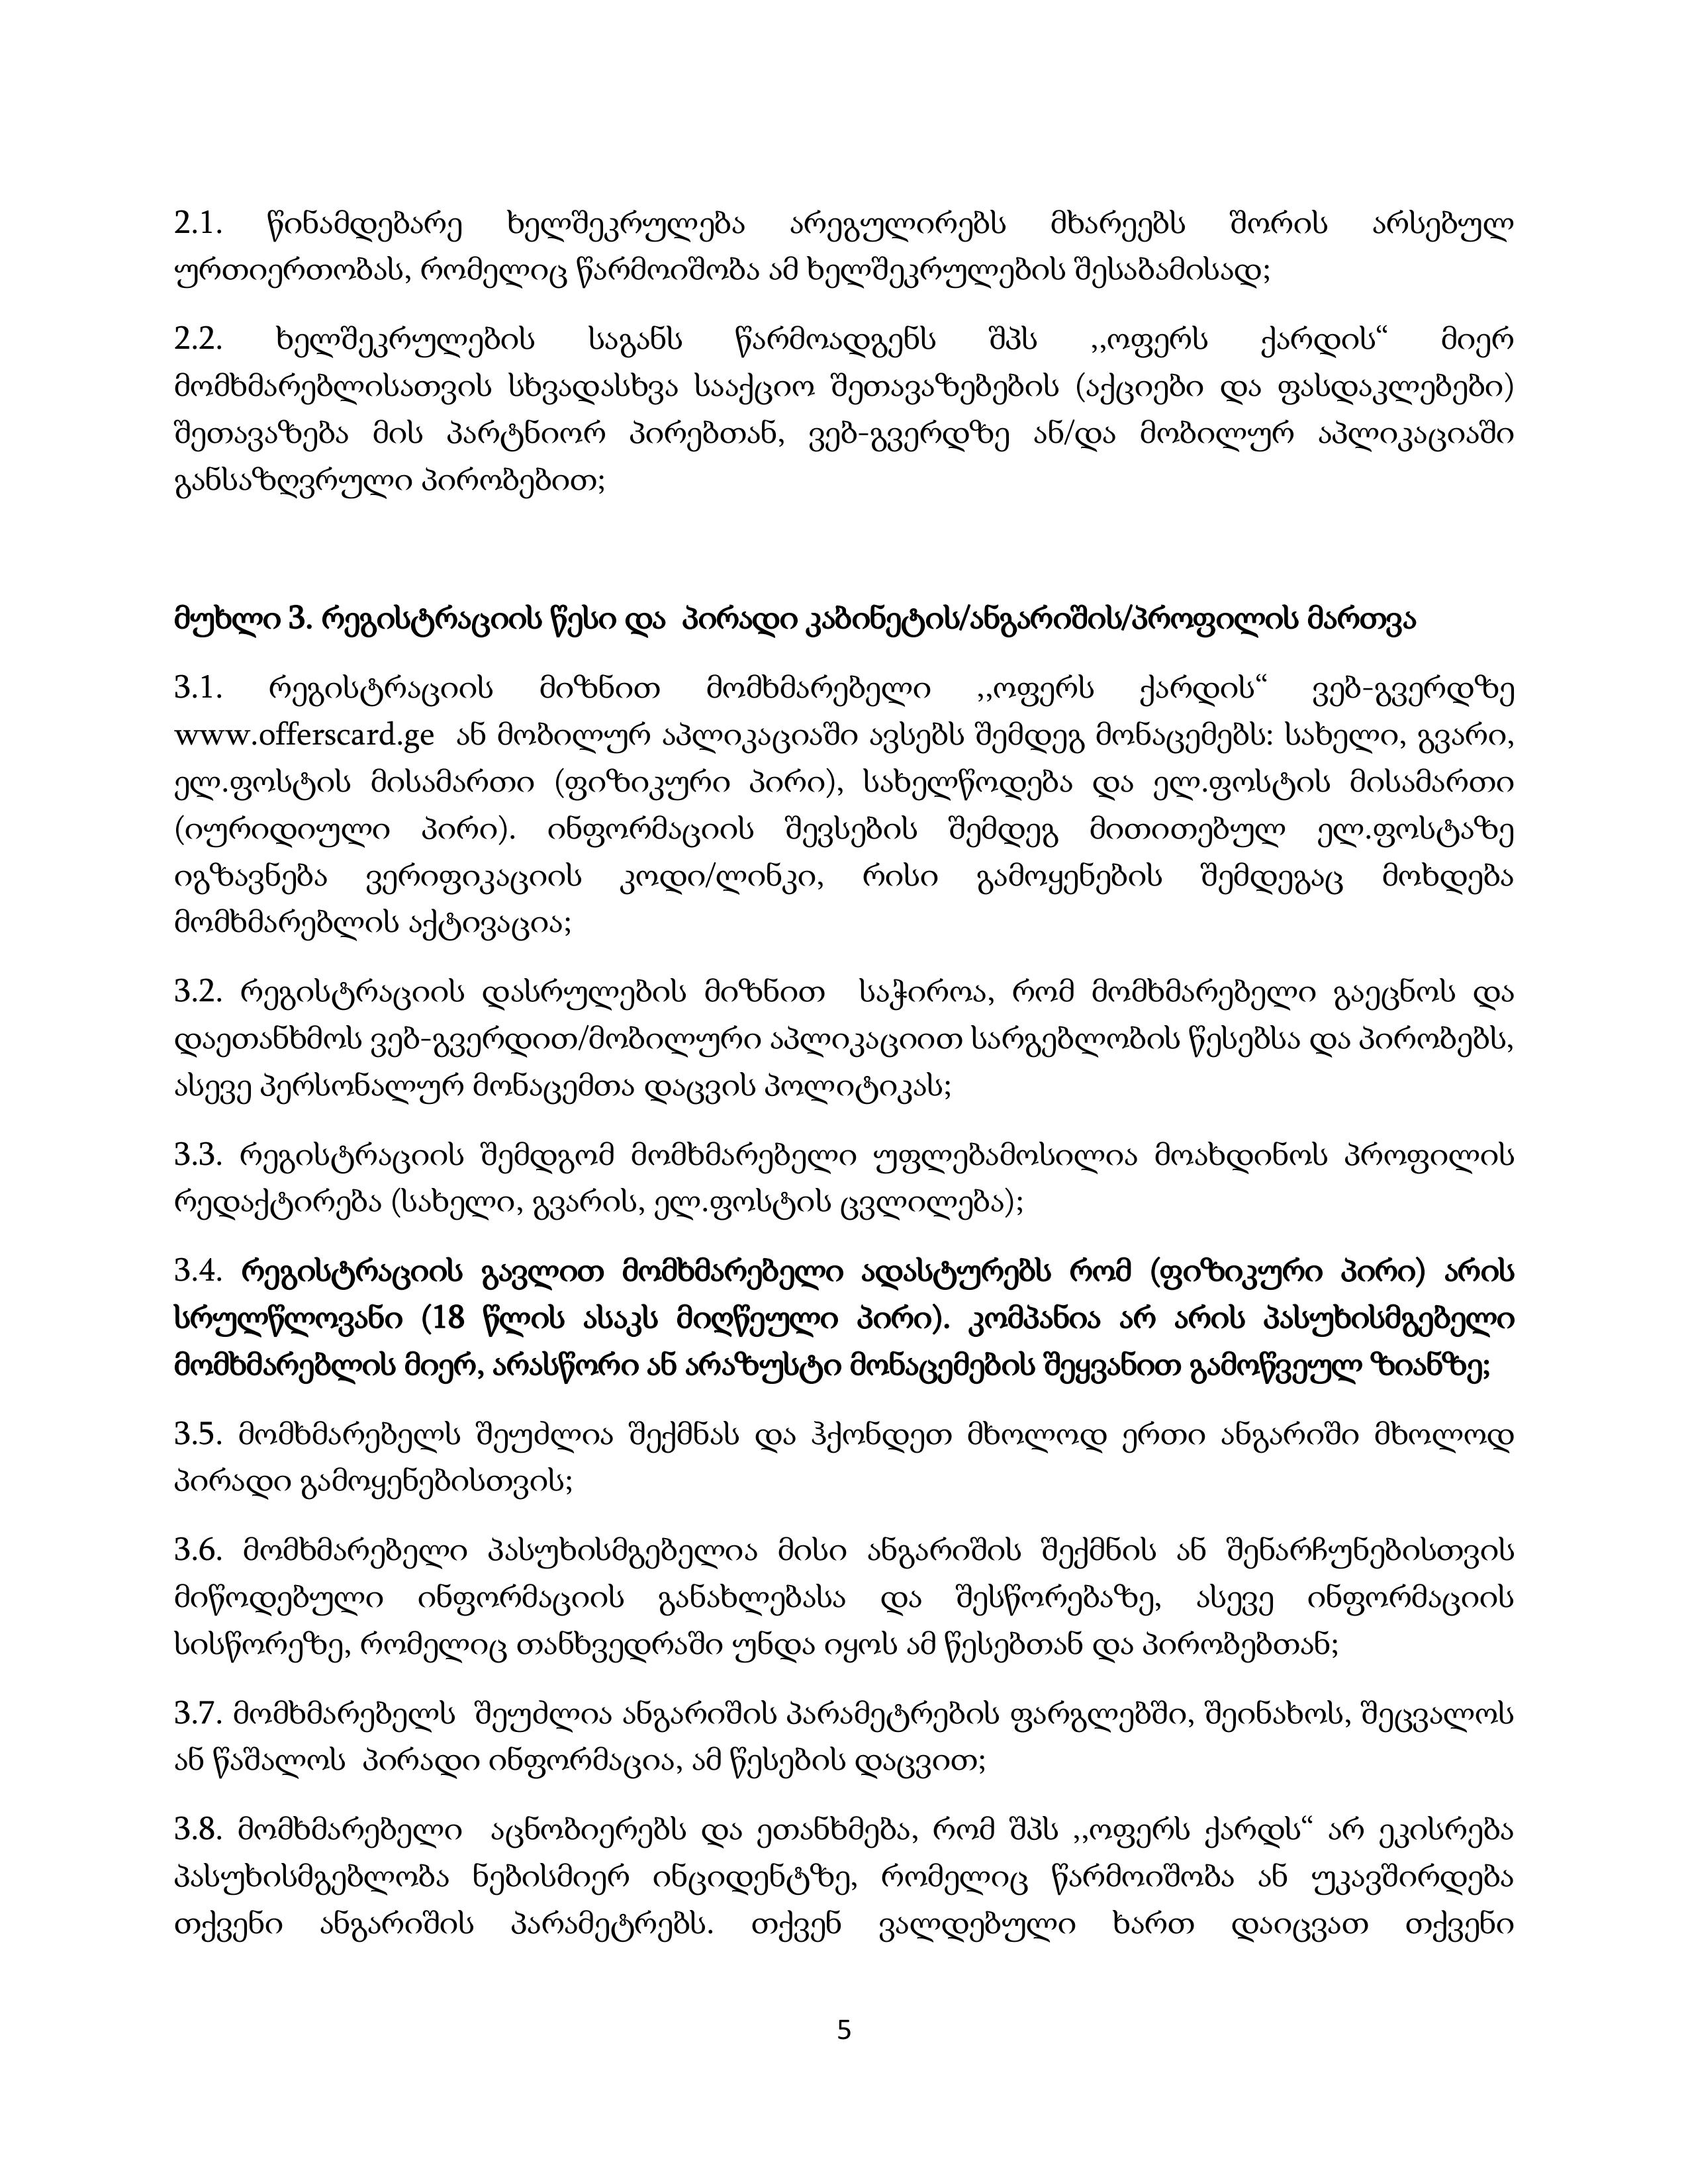 2.1. წინამდებარე ხელშეკრულება არეგულირებს მხარეებს შორის არსებულ
ურთიერთობას, რომელიც წარმოიშობა ამ ხელშეკრულების შესაბამისად;
2.2. ხელშეკრულების საგანს წარმოადგენს შპს ,,ოფერს ქარდის“ მიერ
მომხმარებლისათვის სხვადასხვა სააქციო შეთავაზებების (აქციები და ფასდაკლებები)
შეთავაზება მის პარტნიორ პირებთან, ვებ-გვერდზე ან/და მობილურ აპლიკაციაში
განსაზღვრული პირობებით;
მუხლი 3. რეგისტრაციის წესი და პირადი კაბინეტის/ანგარიშის/პროფილის მართვა
3.1. რეგისტრაციის მიზნით მომხმარებელი ,,ოფერს ქარდის“ ვებ-გვერდზე
www.offerscard.ge ან მობილურ აპლიკაციაში ავსებს შემდეგ მონაცემებს: სახელი, გვარი,
ელ.ფოსტის მისამართი (ფიზიკური პირი), სახელწოდება და ელ.ფოსტის მისამართი
(იურიდიული პირი). ინფორმაციის შევსების შემდეგ მითითებულ ელ.ფოსტაზე
იგზავნება ვერიფიკაციის კოდი/ლინკი, რისი გამოყენების შემდეგაც მოხდება
მომხმარებლის აქტივაცია;
3.2. რეგისტრაციის დასრულების მიზნით საჭიროა, რომ მომხმარებელი გაეცნოს და
დაეთანხმოს ვებ-გვერდით/მობილური აპლიკაციით სარგებლობის წესებსა და პირობებს,
ასევე პერსონალურ მონაცემთა დაცვის პოლიტიკას;
3.3. რეგისტრაციის შემდგომ მომხმარებელი უფლებამოსილია მოახდინოს პროფილის
რედაქტირება (სახელი, გვარის, ელ.ფოსტის ცვლილება);
3.4. რეგისტრაციის გავლით მომხმარებელი ადასტურებს რომ (ფიზიკური პირი) არის
სრულწლოვანი (18 წლის ასაკს მიღწეული პირი). კომპანია არ არის პასუხისმგებელი
მომხმარებლის მიერ, არასწორი ან არაზუსტი მონაცემების შეყვანით გამოწვეულ ზიანზე;
3.5. მომხმარებელს შეუძლია შექმნას და ჰქონდეთ მხოლოდ ერთი ანგარიში მხოლოდ
პირადი გამოყენებისთვის;
3.6. მომხმარებელი პასუხისმგებელია მისი ანგარიშის შექმნის ან შენარჩუნებისთვის
მიწოდებული ინფორმაციის განახლებასა და შესწორებაზე, ასევე ინფორმაციის
სისწორეზე, რომელიც თანხვედრაში უნდა იყოს ამ წესებთან და პირობებთან;
3.7. მომხმარებელს შეუძლია ანგარიშის პარამეტრების ფარგლებში, შეინახოს, შეცვალოს
ან წაშალოს პირადი ინფორმაცია, ამ წესების დაცვით;
3.8. მომხმარებელი აცნობიერებს და ეთანხმება, რომ შპს ,,ოფერს ქარდს“ არ ეკისრება
პასუხისმგებლობა ნებისმიერ ინციდენტზე, რომელიც წარმოიშობა ან უკავშირდება
თქვენი ანგარიშის პარამეტრებს. თქვენ ვალდებული ხართ დაიცვათ თქვენი
5